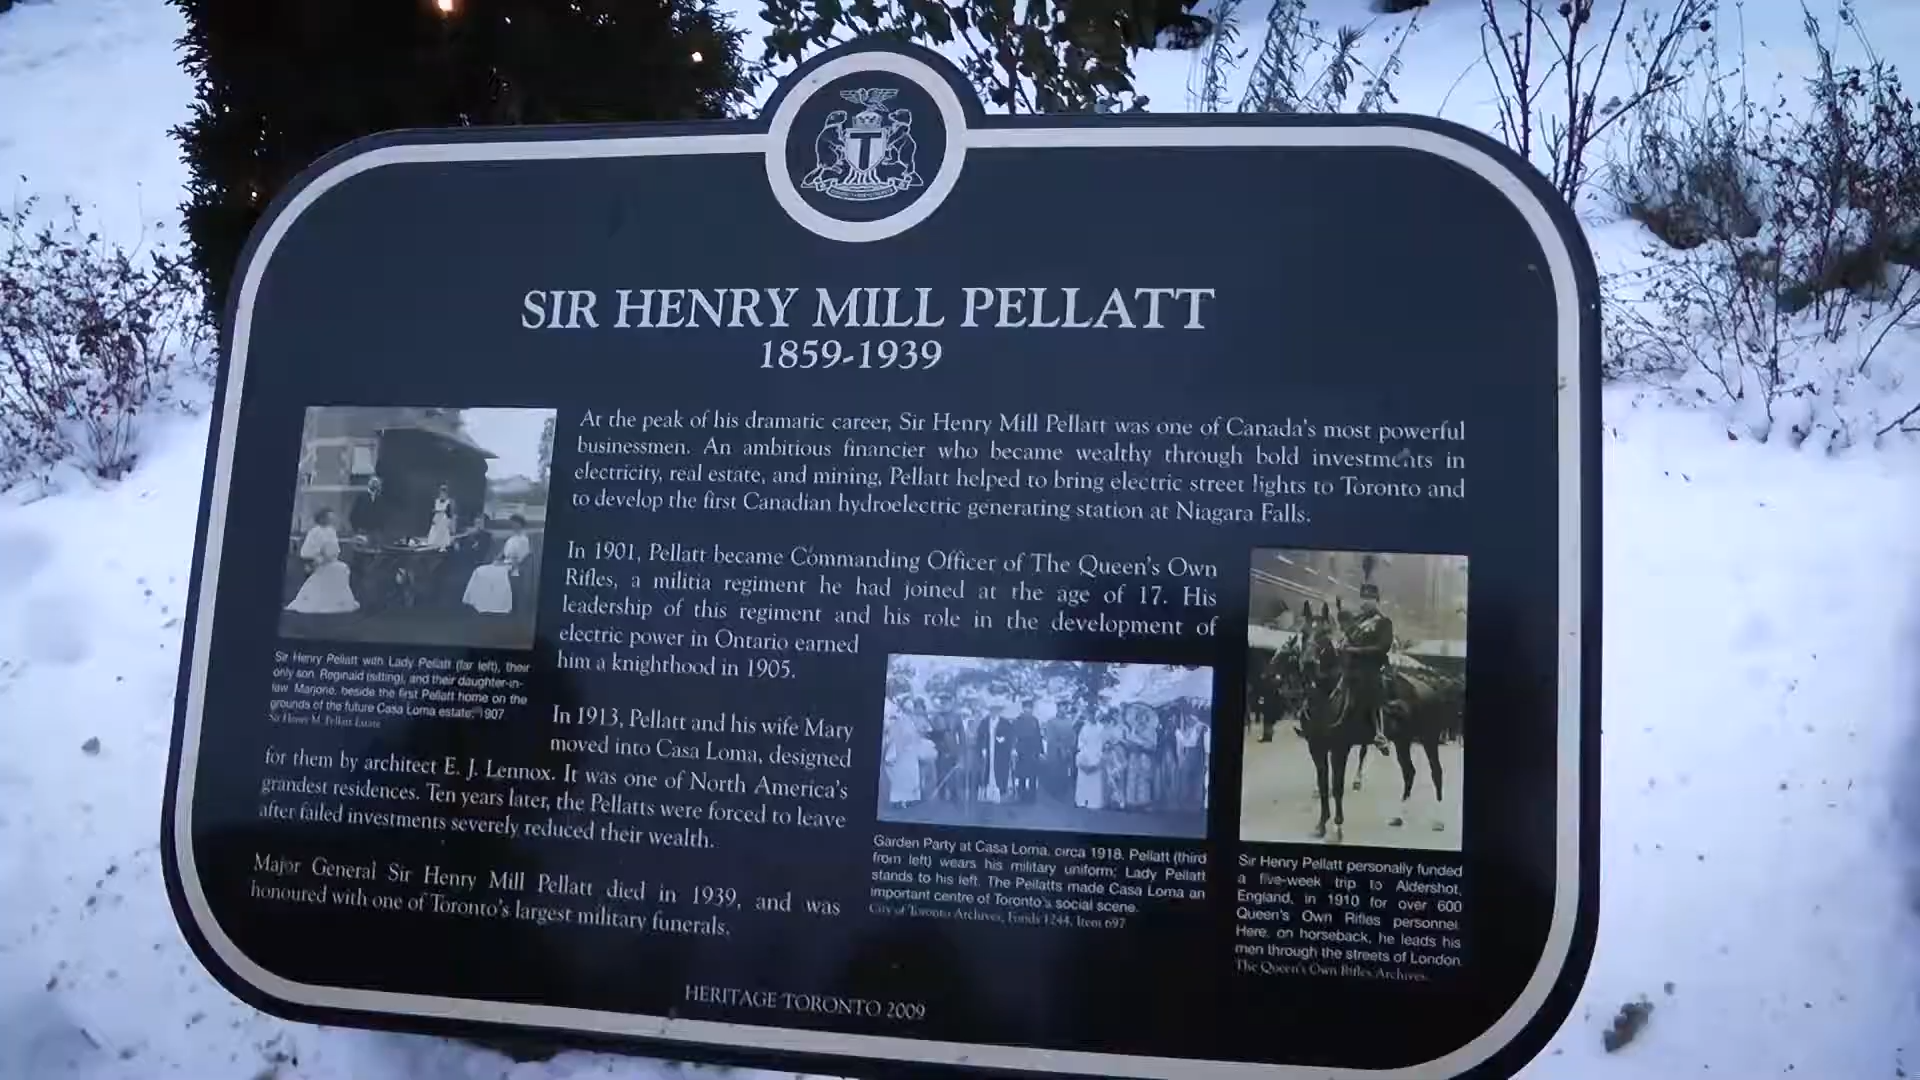 T
SIR HENRY MILL PELLATT
1859-1939
At the peak of his dramatic career, Sir Henry Mill Pellatt was one of Canada's most powerful
businessmen. An ambitious financier who became wealthy through bold investments in
electricity, real estate, and mining, Pellatt helped to bring electric street lights to Toronto and
to develop the first Canadian hydroelectric generating station at Niagara Falls.
In 1901, Pellatt became Commanding Officer of The Queen's Own
Rifles, a militia regiment he had joined at the age of 17. His
leadership of this regiment and his role in the development of
electric power in Ontario earned
him a knighthood in 1905.
In 1913, Pellatt and his wife Mary
moved into Casa Loma, designed
for them by architect E. J. Lennox. It was one of North America's
grandest residences. Ten years later, the Pellatts were forced to leave
after failed investments severely reduced their wealth.
Major General Sir Henry Mill Pellatt died in 1939, and was
honoured with one of Toronto's largest military funerals.
Sir Henry Pellatt with Lady Pellatt (far left), their
only son Reginald (sitting), and their daughter-in-
law Marjorie, beside the first Pellatt home on the
grounds of the future Casa Loma estate, 1907
Sir Henry M. Pellatt Estate
Garden Party at Casa Loma, circa 1918. Pellatt (third
from left) wears his military uniform; Lady Pellatt
stands to his left. The Pellatts made Casa Loma an
important centre of Toronto's social scene.
City of Toronto Archives, Fonds 1244, Item 697
Sir Henry Pellatt personally funded
a five-week trip to Aldershot,
England, in 1910 for over 600
Queen's Own Rifles personnel.
Here, on horseback, he leads his
men through the streets of London.
The Queen's Own Rifles Archives.
HERITAGE TORONTO 2009